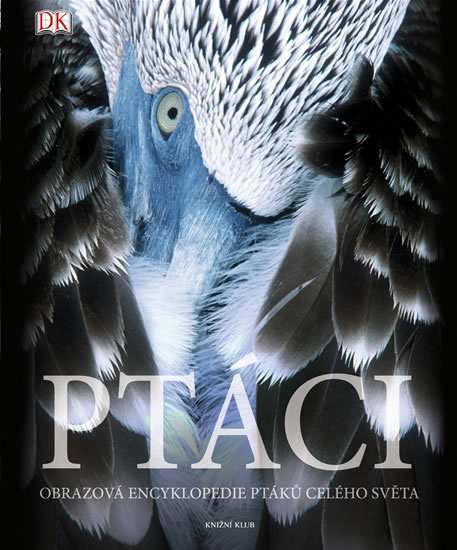 DK
PTÁCI
OBRAZOVÁ ENCYKLOPEDIE PTÁKŮ CELÉHO SVĚTA
KNIŽNÍ KLUB